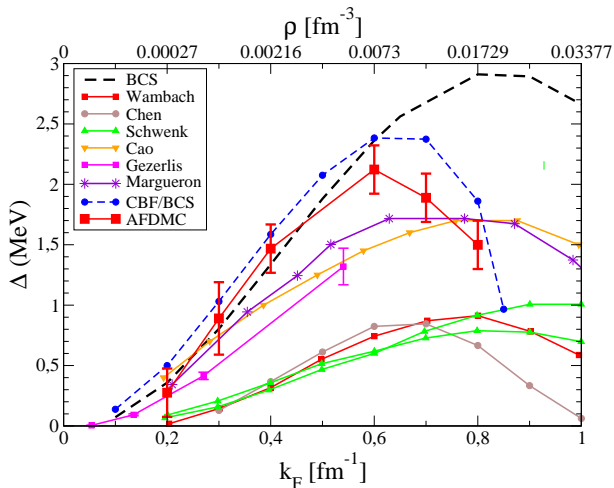 ρ [fm-3]
0 0.00027 0.00216 0.0073 0.01729 0.03377
3
2,5
2
1,5
1
0,5
0
Δ (MeV)
BCS
Wambach
Chen
Schwenk
Cao
Gezerlis
Margueron
CBF/BCS
AFDMC
0 0,2 0,4 0,6 0,8 1
kF [fm-1]